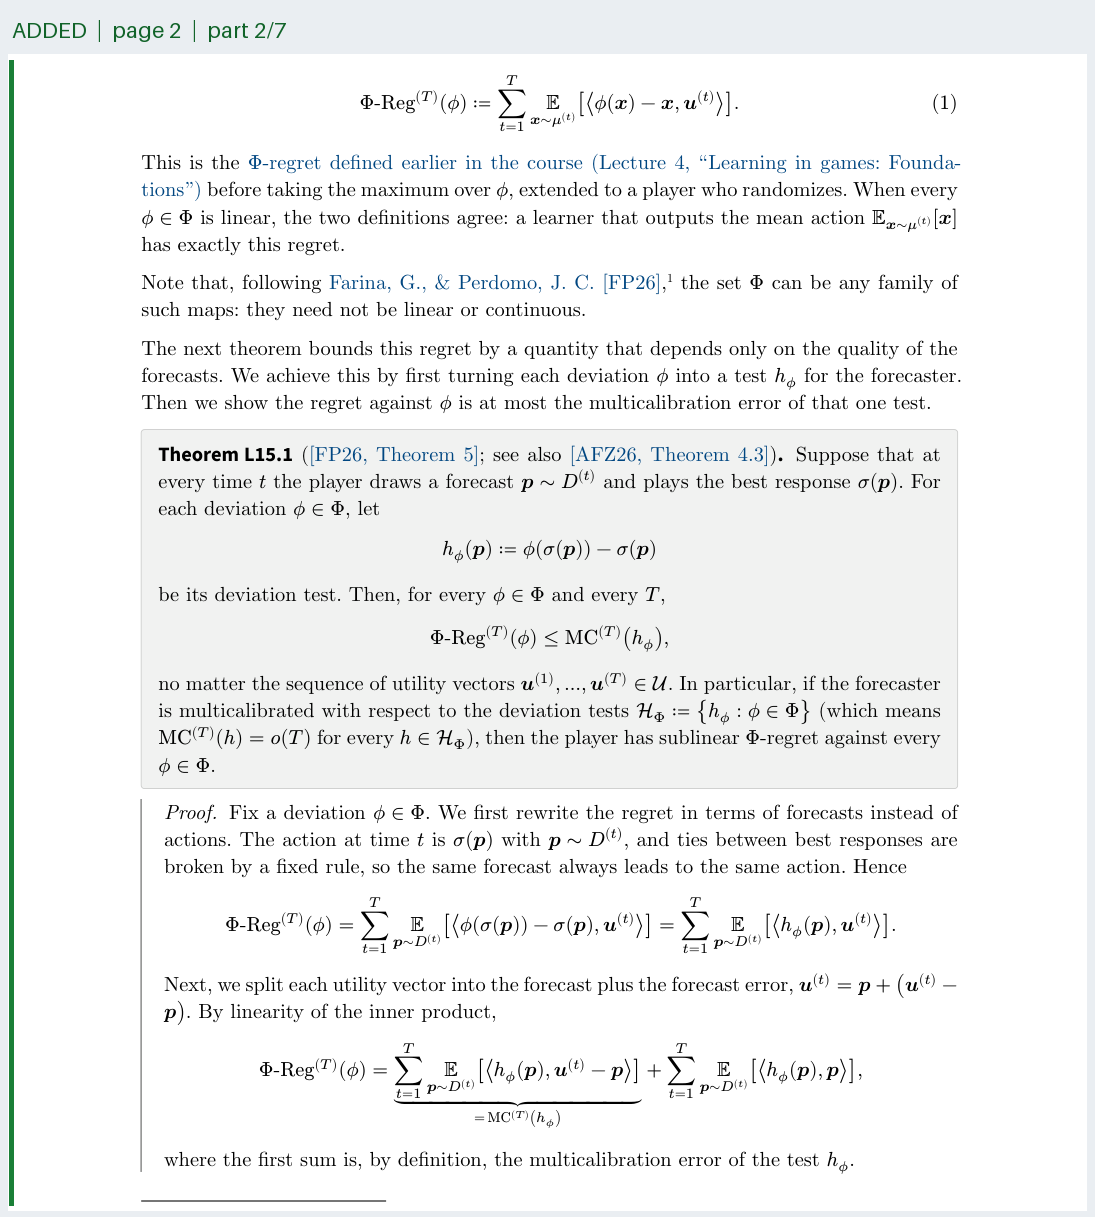 ADDED | page 2 | part 2/7
Φ-Reg^(T)(ϕ) ≔ ∑_{t=1}^{T} 𝔼_{x∼μ^(t)} [⟨ϕ(x) − x, u^(t)⟩]. (1)
This is the Φ-regret defined earlier in the course (Lecture 4, “Learning in games: Founda-
tions”) before taking the maximum over ϕ, extended to a player who randomizes. When every
ϕ ∈ Φ is linear, the two definitions agree: a learner that outputs the mean action 𝔼_{x∼μ^(t)}[x]
has exactly this regret.
Note that, following Farina, G., & Perdomo, J. C. [FP26],¹ the set Φ can be any family of
such maps: they need not be linear or continuous.
The next theorem bounds this regret by a quantity that depends only on the quality of the
forecasts. We achieve this by first turning each deviation ϕ into a test h_ϕ for the forecaster.
Then we show the regret against ϕ is at most the multicalibration error of that one test.
Theorem L15.1 ([FP26, Theorem 5]; see also [AFZ26, Theorem 4.3]). Suppose that at
every time t the player draws a forecast p ∼ D^(t) and plays the best response σ(p). For
each deviation ϕ ∈ Φ, let
h_ϕ(p) ≔ ϕ(σ(p)) − σ(p)
be its deviation test. Then, for every ϕ ∈ Φ and every T,
Φ-Reg^(T)(ϕ) ≤ MC^(T)(h_ϕ),
no matter the sequence of utility vectors u^(1), ..., u^(T) ∈ 𝒰. In particular, if the forecaster
is multicalibrated with respect to the deviation tests ℋ_Φ ≔ {h_ϕ : ϕ ∈ Φ} (which means
MC^(T)(h) = o(T) for every h ∈ ℋ_Φ), then the player has sublinear Φ-regret against every
ϕ ∈ Φ.
Proof. Fix a deviation ϕ ∈ Φ. We first rewrite the regret in terms of forecasts instead of
actions. The action at time t is σ(p) with p ∼ D^(t), and ties between best responses are
broken by a fixed rule, so the same forecast always leads to the same action. Hence
Φ-Reg^(T)(ϕ) = ∑_{t=1}^{T} 𝔼_{p∼D^(t)} [⟨ϕ(σ(p)) − σ(p), u^(t)⟩] = ∑_{t=1}^{T} 𝔼_{p∼D^(t)} [⟨h_ϕ(p), u^(t)⟩].
Next, we split each utility vector into the forecast plus the forecast error, u^(t) = p + (u^(t) −
p). By linearity of the inner product,
Φ-Reg^(T)(ϕ) = ∑_{t=1}^{T} 𝔼_{p∼D^(t)} [⟨h_ϕ(p), u^(t) − p⟩] + ∑_{t=1}^{T} 𝔼_{p∼D^(t)} [⟨h_ϕ(p), p⟩],
= MC^(T)(h_ϕ)
where the first sum is, by definition, the multicalibration error of the test h_ϕ.